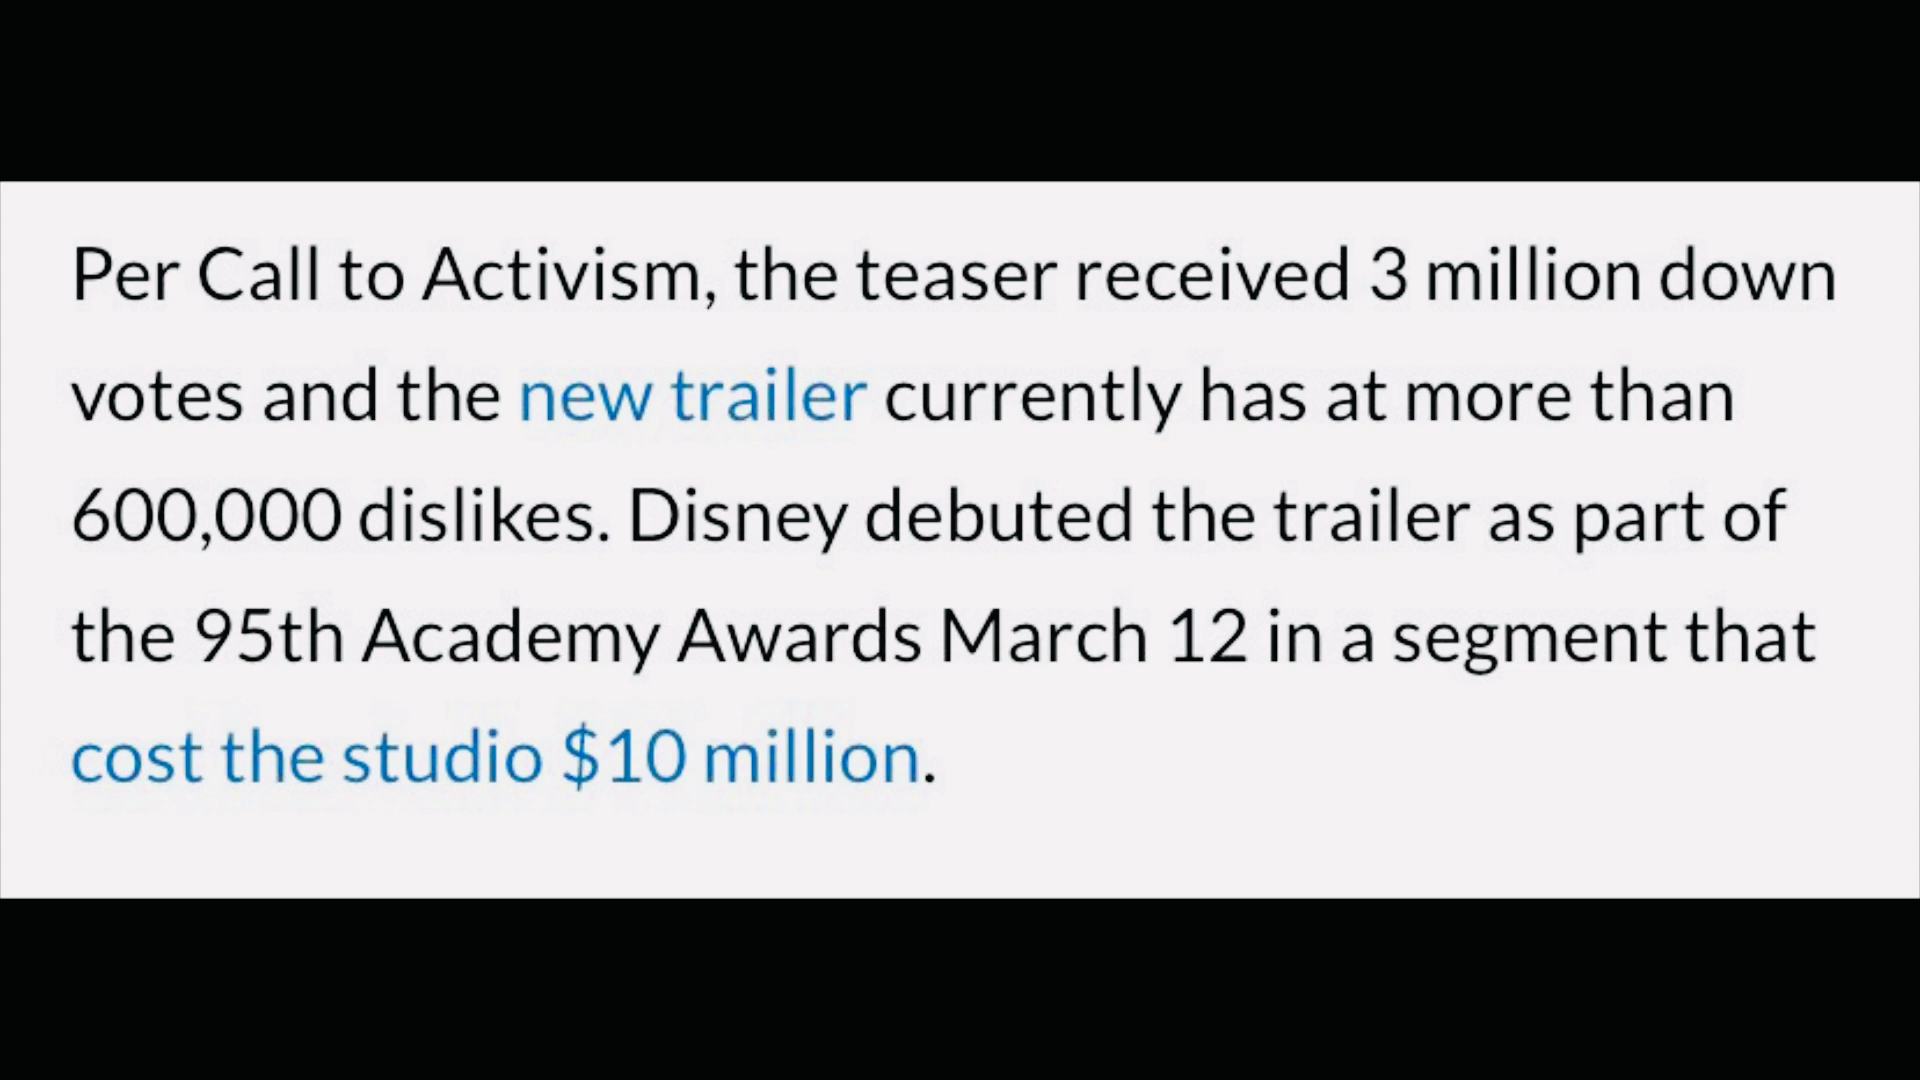 Per Call to Activism, the teaser received 3 million down
votes and the new trailer currently has at more than
600,000 dislikes. Disney debuted the trailer as part of
the 95th Academy Awards March 12 in a segment that
cost the studio $10 million.